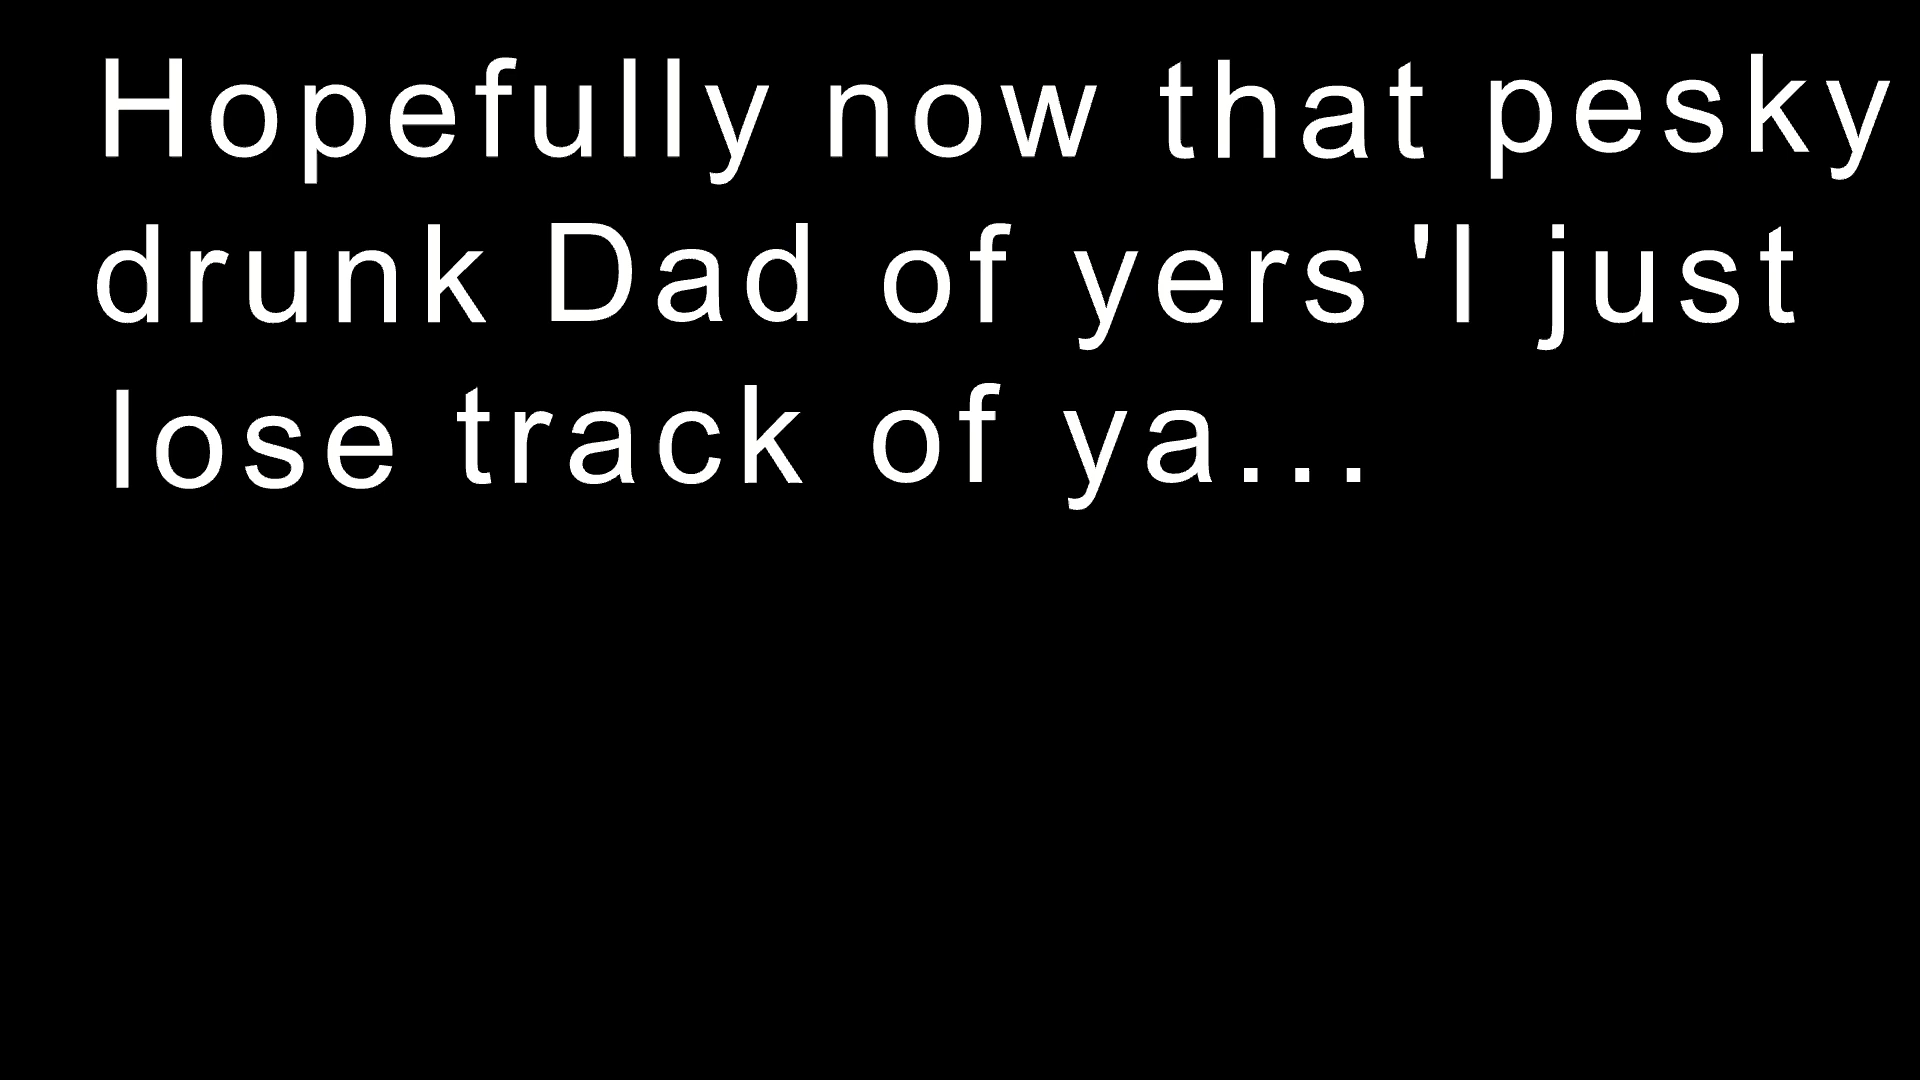 Hopefully now that pesky
drunk Dad of yers 'l just
lose track of ya...